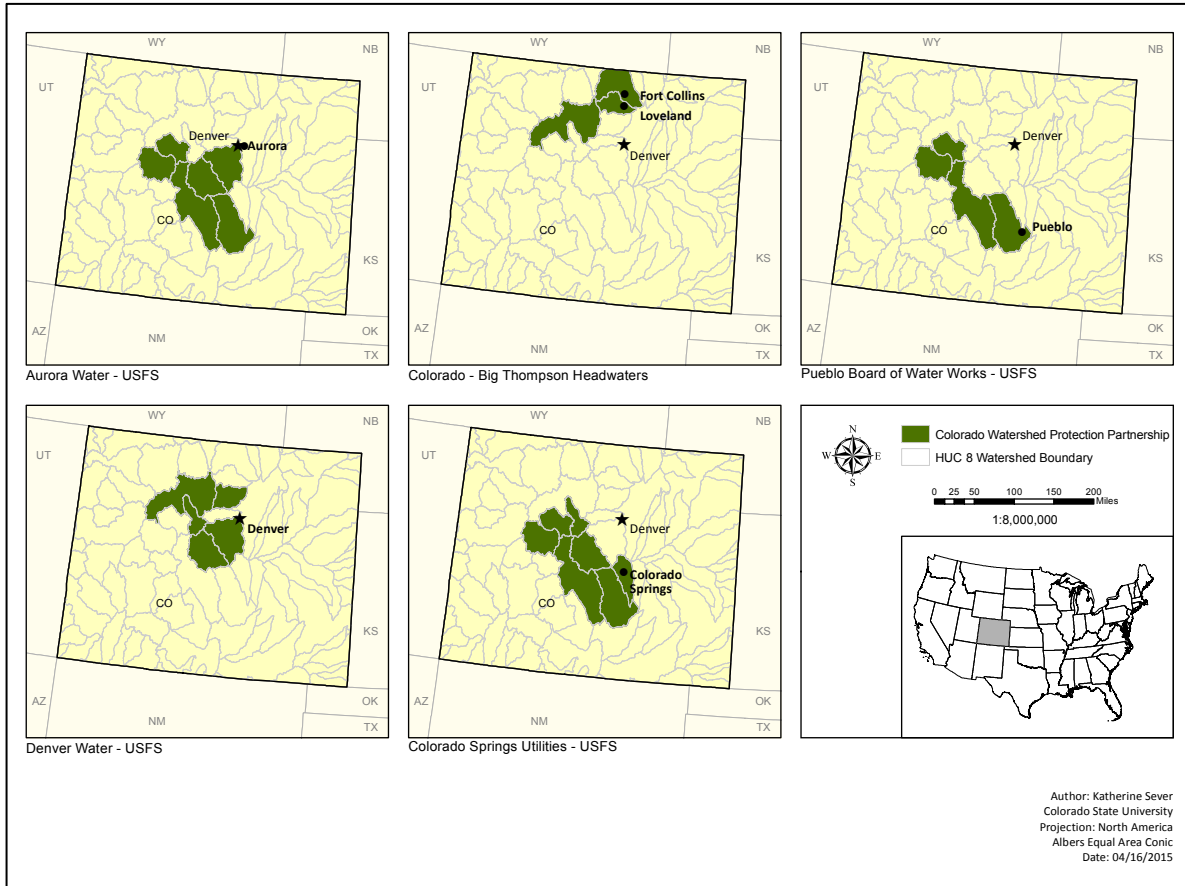 WY
NB
UT
Denver
Aurora
CO
KS
AZ
NM
OK
TX
Aurora Water - USFS
WY
NB
UT
Fort Collins
Loveland
Denver
CO
KS
AZ
NM
OK
TX
Colorado - Big Thompson Headwaters
WY
NB
UT
Denver
CO
Pueblo
KS
AZ
NM
OK
TX
Pueblo Board of Water Works - USFS
WY
NB
UT
Denver
CO
KS
AZ
NM
OK
TX
Denver Water - USFS
WY
NB
UT
Denver
Colorado
Springs
CO
KS
AZ
NM
OK
TX
Colorado Springs Utilities - USFS
N
W E
S
Colorado Watershed Protection Partnership
HUC 8 Watershed Boundary
0 25 50 100 150 200
Miles
1:8,000,000
Author: Katherine Sever
Colorado State University
Projection: North America
Albers Equal Area Conic
Date: 04/16/2015